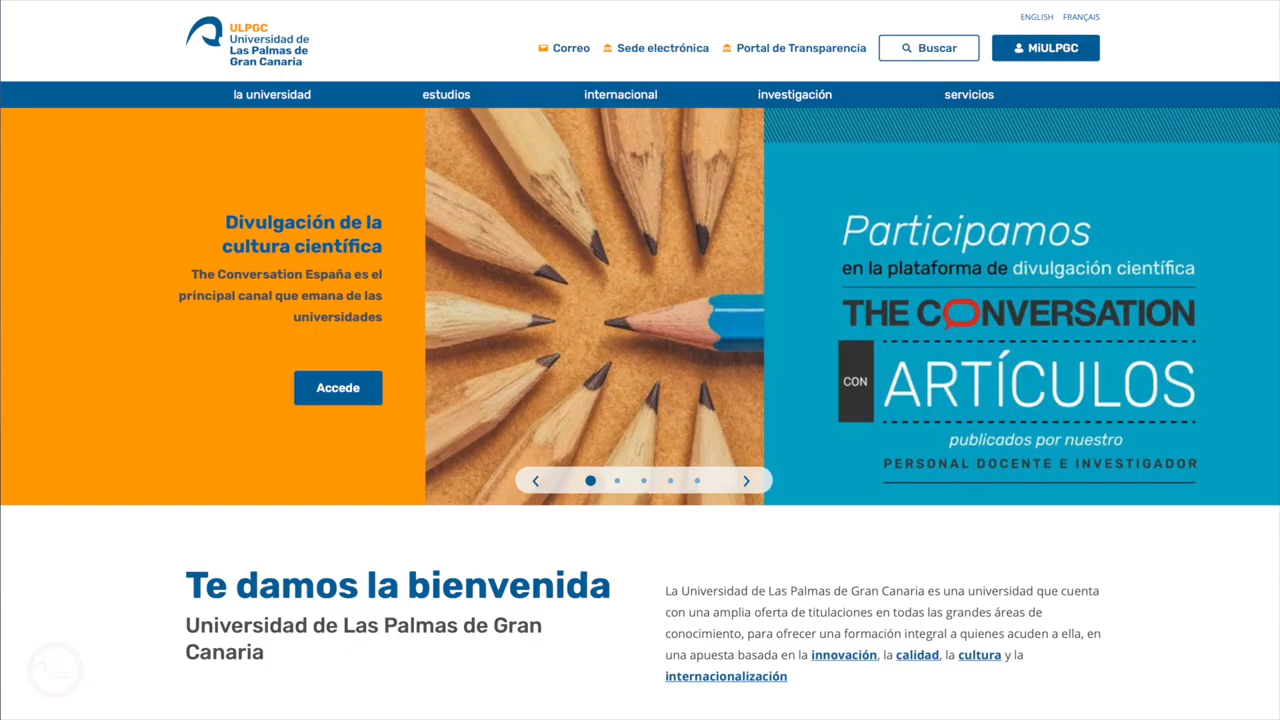 ENGLISH FRANÇAIS
ULPGC
Universidad de
Las Palmas de
Gran Canaria
Correo Sede electrónica Portal de Transparencia Buscar MiULPGC
la universidad estudios internacional investigación servicios
Divulgación de la
cultura científica
The Conversation España es el
principal canal que emana de las
universidades
Accede
Participamos
en la plataforma de divulgación científica
THE CONVERSATION
CON ARTÍCULOS
publicados por nuestro
PERSONAL DOCENTE E INVESTIGADOR
Te damos la bienvenida
Universidad de Las Palmas de Gran
Canaria
La Universidad de Las Palmas de Gran Canaria es una universidad que cuenta
con una amplia oferta de titulaciones en todas las grandes áreas de
conocimiento, para ofrecer una formación integral a quienes acuden a ella, en
una apuesta basada en la innovación, la calidad, la cultura y la
internacionalización